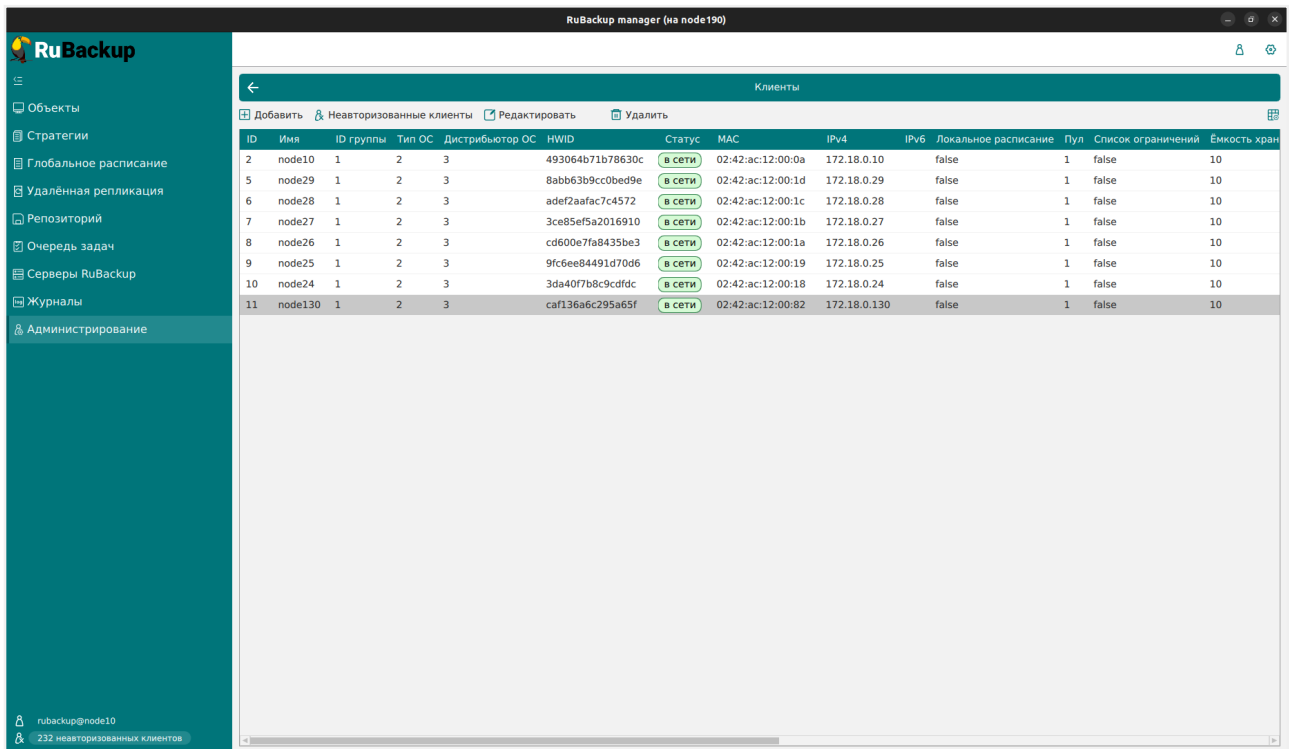 RuBackup manager (на node190)
RuBackup
Объекты
Стратегии
Глобальное расписание
Удалённая репликация
Репозиторий
Очередь задач
Серверы RuBackup
Журналы
Администрирование
Клиенты
Добавить Неавторизованные клиенты Редактировать Удалить
ID Имя ID группы Тип ОС Дистрибьютор ОС HWID Статус MAC IPv4 IPv6 Локальное расписание Пул Список ограничений Ёмкость хран
2 node10 1 2 3 493064b71b78630c в сети 02:42:ac:12:00:0a 172.18.0.10 false 1 false 10
5 node29 1 2 3 8abb63b9cc0bed9e в сети 02:42:ac:12:00:1d 172.18.0.29 false 1 false 10
6 node28 1 2 3 adef2aafac7c4572 в сети 02:42:ac:12:00:1c 172.18.0.28 false 1 false 10
7 node27 1 2 3 3ce85ef5a2016910 в сети 02:42:ac:12:00:1b 172.18.0.27 false 1 false 10
8 node26 1 2 3 cd600e7fa8435be3 в сети 02:42:ac:12:00:1a 172.18.0.26 false 1 false 10
9 node25 1 2 3 9fc6ee84491d70d6 в сети 02:42:ac:12:00:19 172.18.0.25 false 1 false 10
10 node24 1 2 3 3da40f7b8c9cdfdc в сети 02:42:ac:12:00:18 172.18.0.24 false 1 false 10
11 node130 1 2 3 caf136a6c295a65f в сети 02:42:ac:12:00:82 172.18.0.130 false 1 false 10
rubackup@node10
232 неавторизованных клиентов